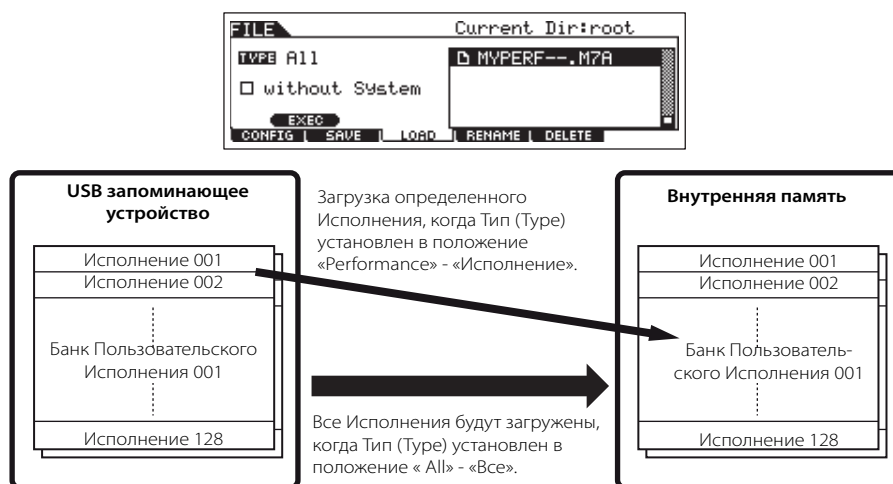 FILE Current Dir:root
TYPE All MYPERF--.M7A
without System
EXEC
CONFIG SAVE LOAD RENAME DELETE
USB запоминающее
устройство
Исполнение 001
Исполнение 002
Банк Пользовательского
Исполнения 001
Исполнение 128
Загрузка определенного
Исполнения, когда Тип (Type)
установлен в положение
«Performance» - «Исполнение».
Все Исполнения будут загружены,
когда Тип (Type) установлен в
положение « All» - «Все».
Внутренняя память
Исполнение 001
Исполнение 002
Банк Пользователь-
ского Исполнения 001
Исполнение 128